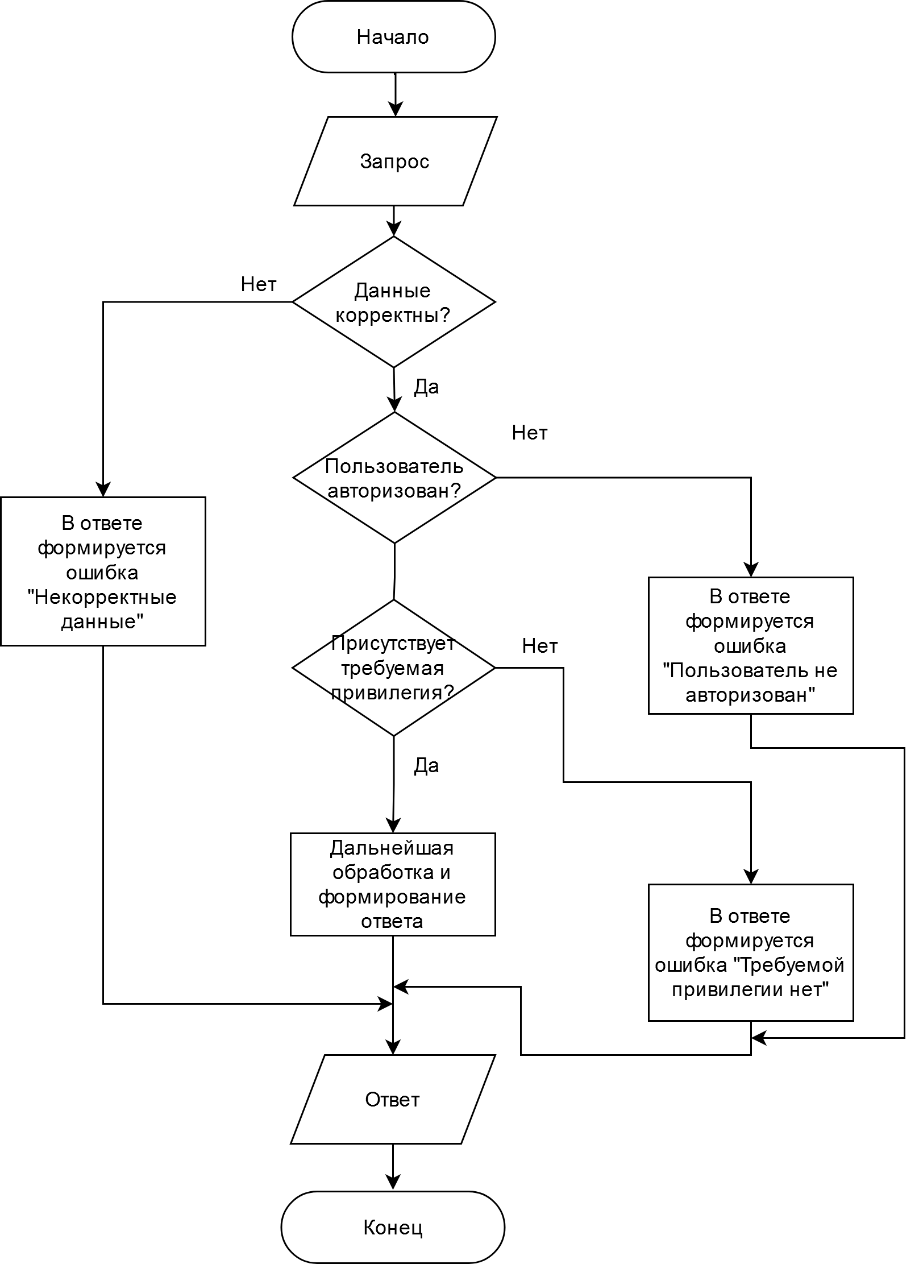 Начало
Запрос
Нет
Данные
корректны?
Да
Нет
Пользователь
авторизован?
В ответе
формируется
ошибка
"Некорректные
данные"
В ответе
формируется
ошибка
"Пользователь не
авторизован"
Присутствует
требуемая
привилегия?
Нет
Да
Дальнейшая
обработка и
формирование
ответа
В ответе
формируется
ошибка "Требуемой
привилегии нет"
Ответ
Конец